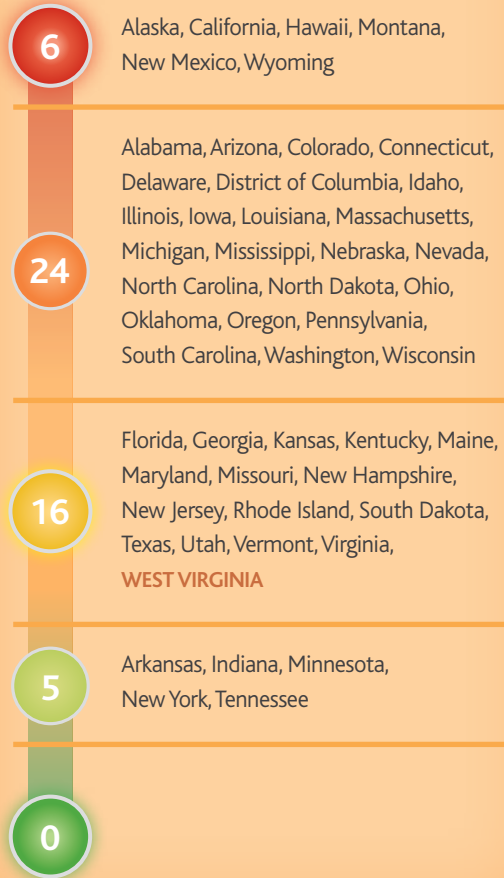 6
Alaska, California, Hawaii, Montana,
New Mexico, Wyoming
24
Alabama, Arizona, Colorado, Connecticut,
Delaware, District of Columbia, Idaho,
Illinois, Iowa, Louisiana, Massachusetts,
Michigan, Mississippi, Nebraska, Nevada,
North Carolina, North Dakota, Ohio,
Oklahoma, Oregon, Pennsylvania,
South Carolina, Washington, Wisconsin
16
Florida, Georgia, Kansas, Kentucky, Maine,
Maryland, Missouri, New Hampshire,
New Jersey, Rhode Island, South Dakota,
Texas, Utah, Vermont, Virginia,
WEST VIRGINIA
5
Arkansas, Indiana, Minnesota,
New York, Tennessee
0